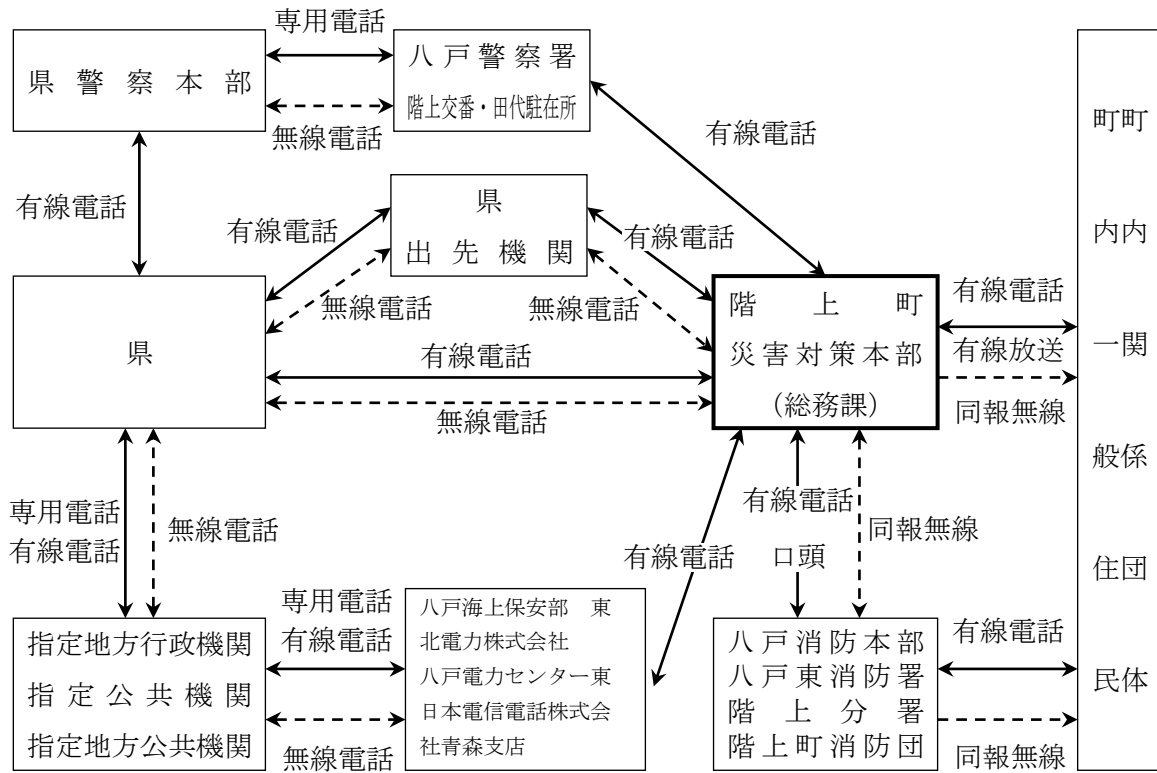 専用電話
県警察本部
八戸警察署
階上交番・田代駐在所
無線電話
有線電話
有線電話
県
出先機関
有線電話
無線電話
有線電話
無線電話
県
有線電話
無線電話
階上町
災害対策本部
(総務課)
有線電話
有線放送
同報無線
町町
内内
一関
般係
住団
民体
専用電話
有線電話
無線電話
有線電話
有線電話
同報無線
口頭
指定地方行政機関
指定公共機関
指定地方公共機関
専用電話
有線電話
無線電話
八戸海上保安部 東
北電力株式会社
八戸電力センター東
日本電信電話株式会
社青森支店
八戸消防本部
八戸東消防署
階上分署
階上町消防団
有線電話
同報無線